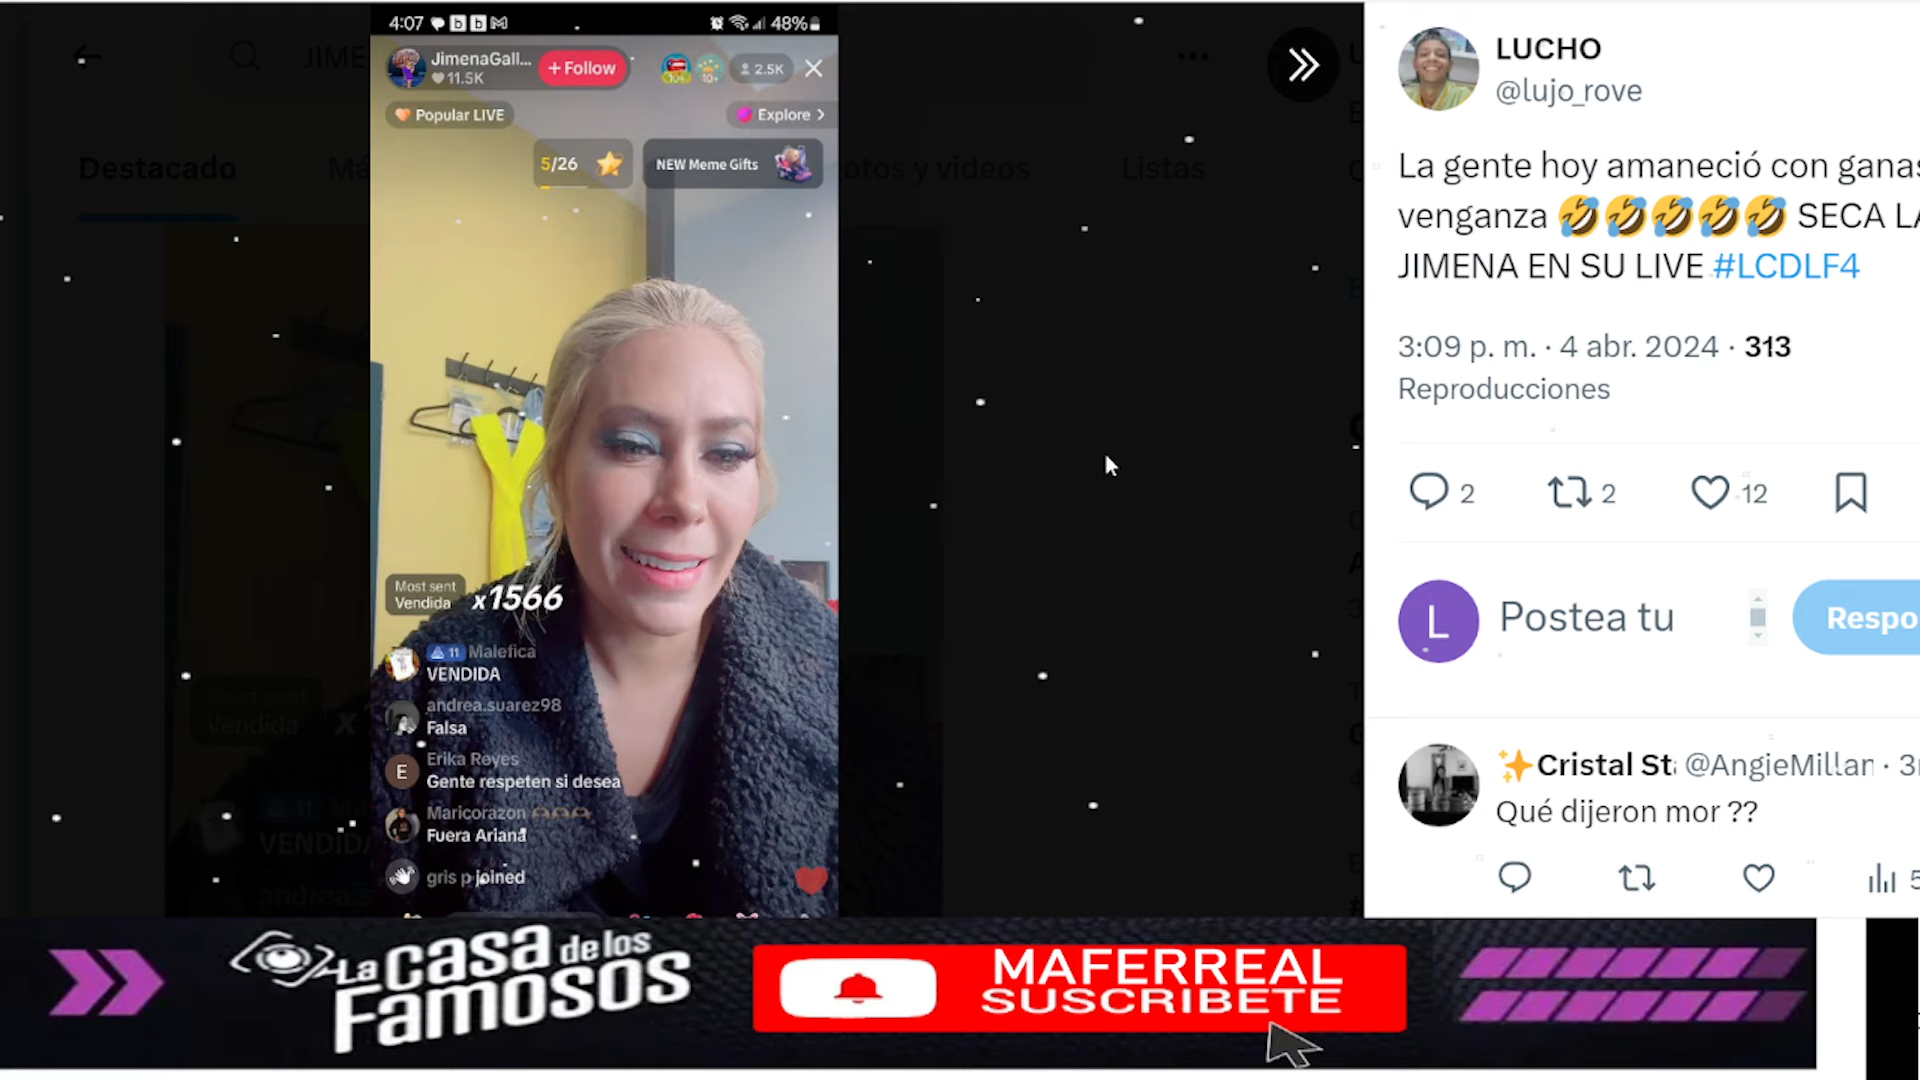 4:07
48%
JimenaGall...
11.5K
+ Follow
10+
10+
2.5K
Popular LIVE
Explore
5/26
NEW Meme Gifts
Destacado
Listas
Most sent
Vendida
x1566
11 Malefica
VENDIDA
andrea.suarez98
Falsa
E
Erika Reyes
Gente respeten si desea
Maricorazon
Fuera Ariana
gris p joined
LUCHO
@lujo_rove
La gente hoy amaneció con ganas
venganza 🤣🤣🤣🤣🤣 SECA LA
JIMENA EN SU LIVE #LCDLF4
3:09 p. m. · 4 abr. 2024 · 313
Reproducciones
2
2
12
L
Postea tu
Respo
✨Cristal St @AngieMillan · 3
Qué dijeron mor ??
La casa de los
Famosos
MAFERREAL
SUSCRIBETE